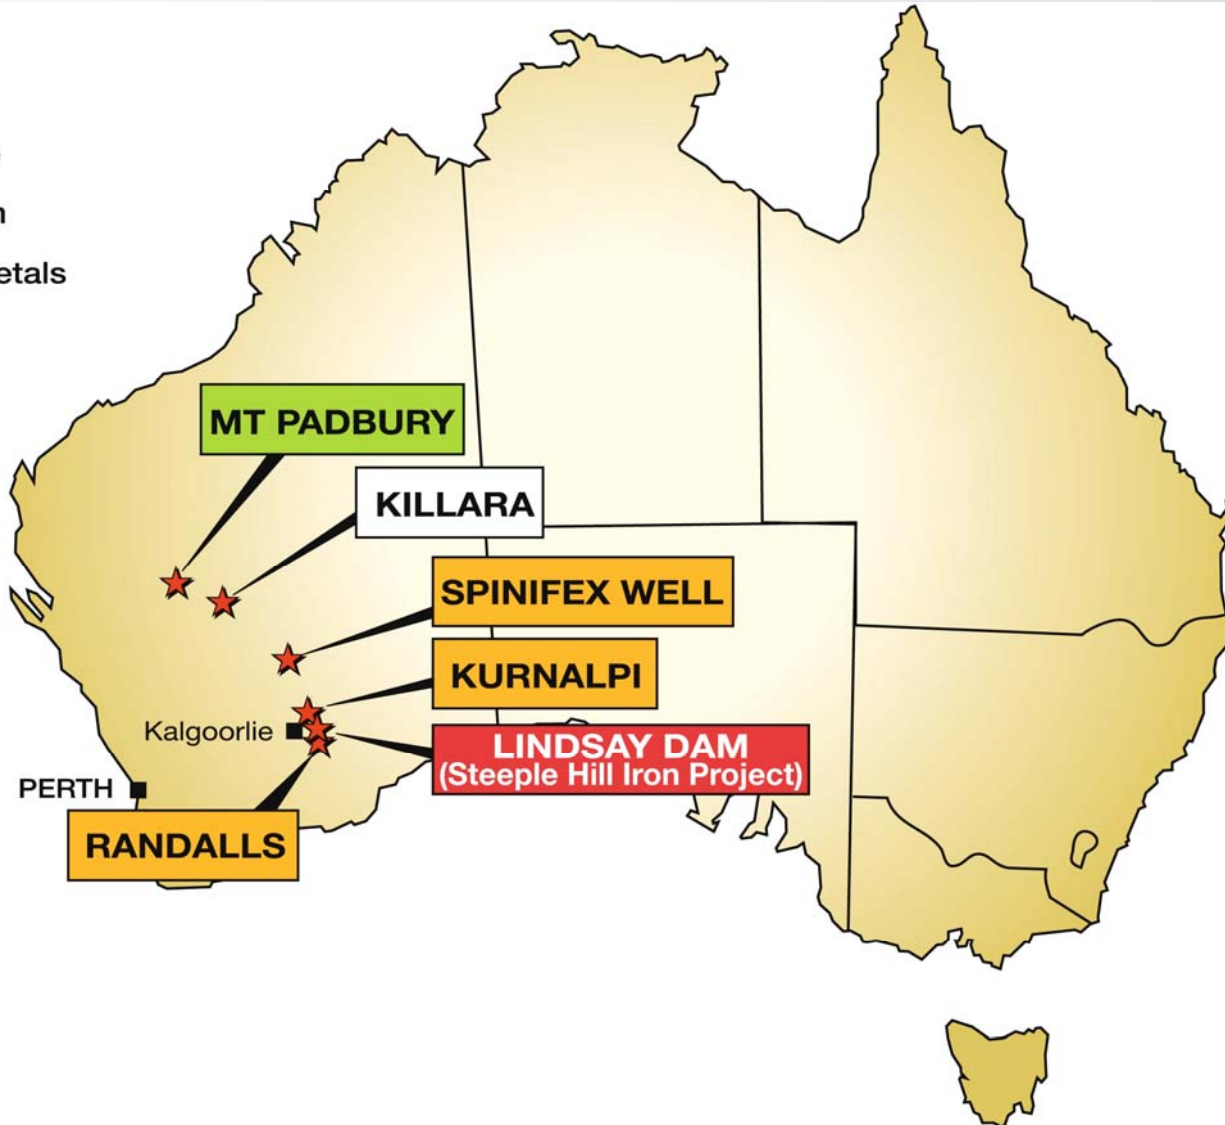 etals
MT PADBURY
KILLARA
SPINIFEX WELL
KURNALPI
Kalgoorlie
LINDSAY DAM
(Steeple Hill Iron Project)
PERTH
RANDALLS